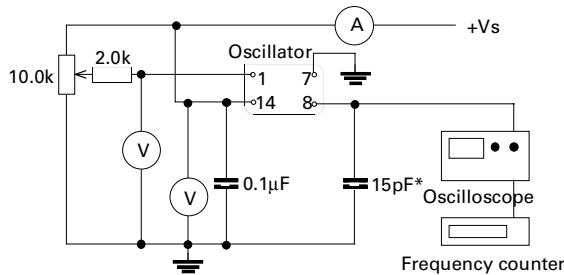 A
+Vs
Oscillator
2.0k
10.0k
1
7
14
8
V
V
0.1µF
15pF*
Oscilloscope
Frequency counter